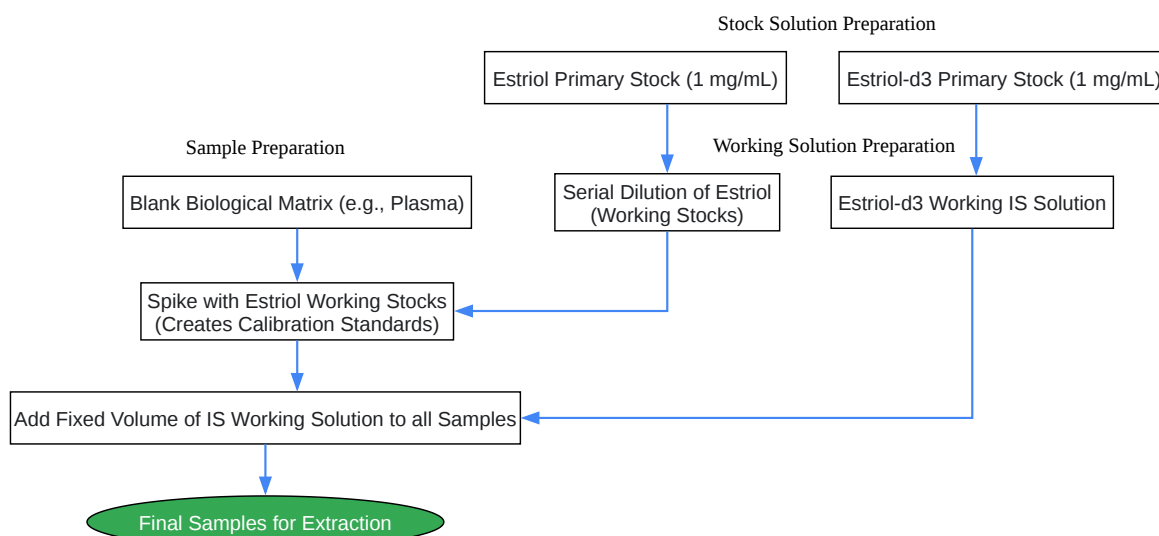 Stock Solution Preparation
Estriol Primary Stock (1 mg/mL)
Estriol-d3 Primary Stock (1 mg/mL)
Sample Preparation
Working Solution Preparation
Blank Biological Matrix (e.g., Plasma)
Serial Dilution of Estriol
(Working Stocks)
Estriol-d3 Working IS Solution
Spike with Estriol Working Stocks
(Creates Calibration Standards)
Add Fixed Volume of IS Working Solution to all Samples
Final Samples for Extraction